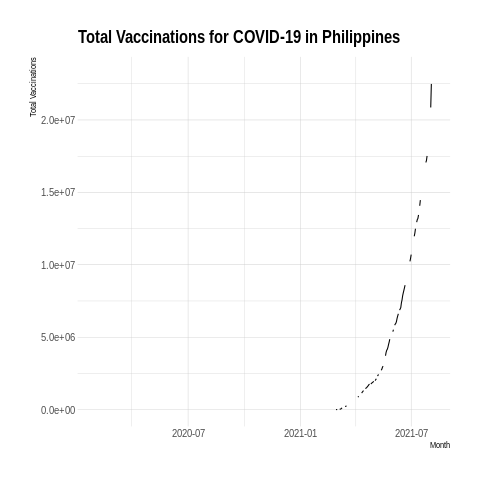 Total Vaccinations for COVID-19 in Philippines
Total Vaccinations
2.0e+07
1.5e+07
1.0e+07
5.0e+06
0.0e+00
2020-07
2021-01
2021-07
Month